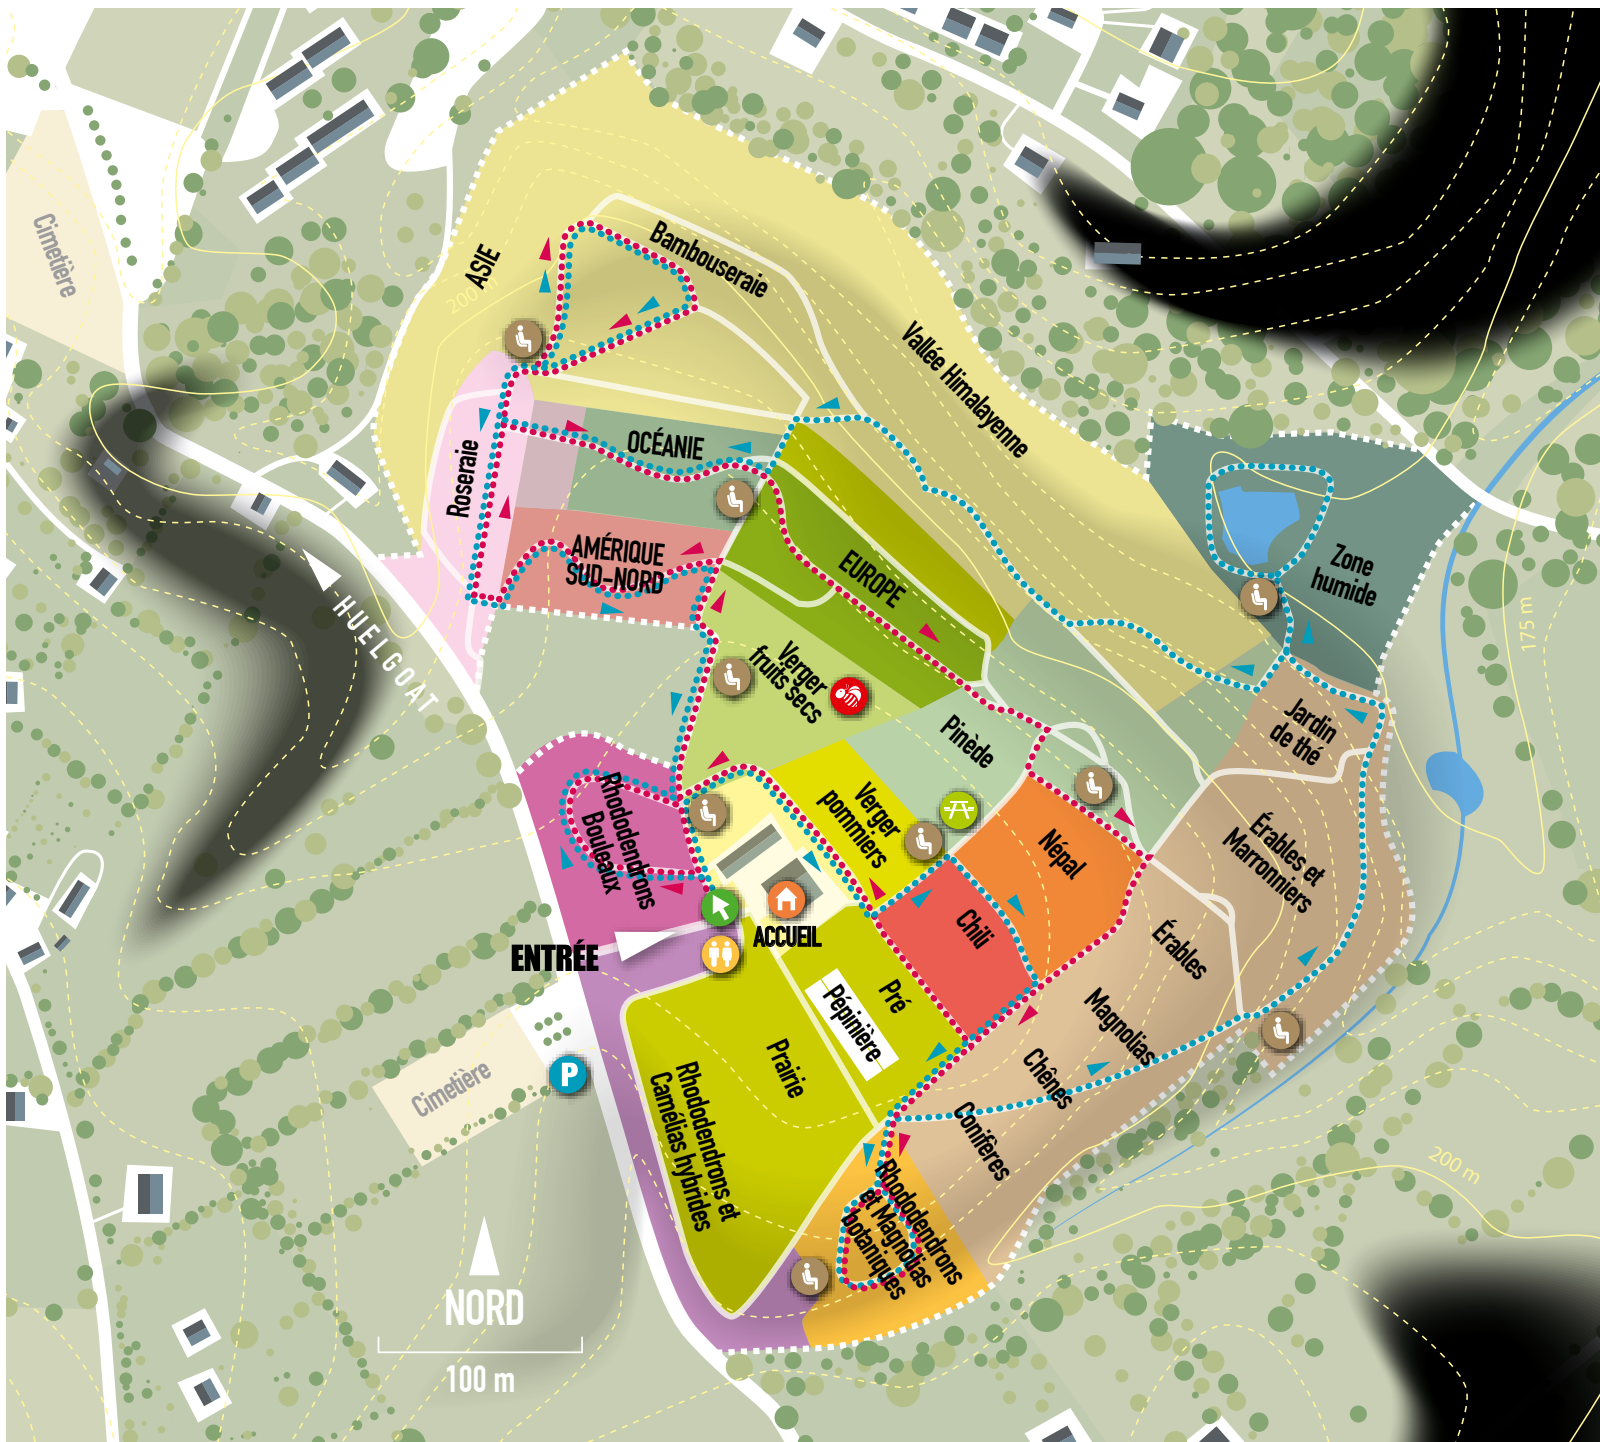 Cimetière
ASIE
200 m
Bambouseraie
Vallée Himalayenne
Roseraie
OCÉANIE
AMÉRIQUE
SUD-NORD
EUROPE
Zone
humide
HUELGOAT
175 m
Verger
fruits secs
Pinède
Jardin
de thé
Rhododendrons
Bouleaux
Verger
pommiers
Népal
Érables et
Marronniers
Chili
ENTRÉE
ACCUEIL
Érables
Pré
Pépinière
Magnolias
Prairie
Chênes
P
Cimetière
Rhododendrons et
Camélias hybrides
Conifères
200 m
Rhododendrons
et Magnolias
botaniques
NORD
100 m